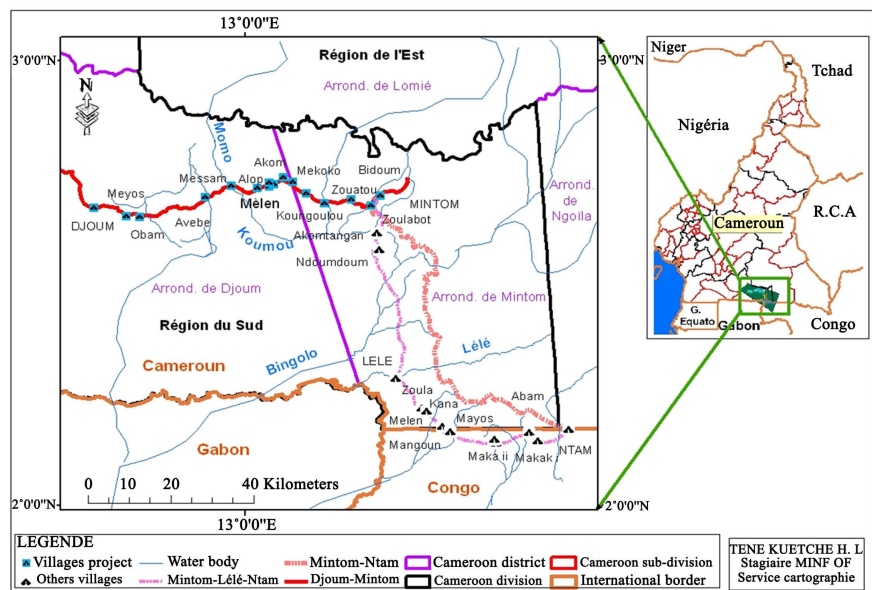 13°0'0"E
3°0'0"N
3°0'0"N
Région de l'Est
Arrond. de Lomié
N
Momo
Akom
Mekoko
Bidoum
Messam
Alop
Zouatou
Meyos
MINTOM
Mèlen
Koungoulou
Zoulabot
DJOUM
Obam
Avebe
Koumou
Akomtangan
Ndoumdoum
Arrond. de Ngoïla
Arrond. de Djoum
Arrond. de Mintom
Région du Sud
Bingolo
Lélé
LELE
Cameroun
Zoula
Kana
Abam
Melen
Mayos
Gabon
Mangoun
Maka ii
Makak
NTAM
0 10 20 40 Kilometers
Congo
2°0'0"N
2°0'0"N
13°0'0"E
Niger
Tchad
Nigéria
R.C.A
Cameroun
G.
Equato
Gabon
Congo
LEGENDE
Villages project
Water body
Mintom-Ntam
Cameroon district
Cameroon sub-division
Others villages
Mintom-Lélé-Ntam
Djoum-Mintom
Cameroon division
International border
TENE KUETCHE H. L
Stagiaire MINF OF
Service cartographie